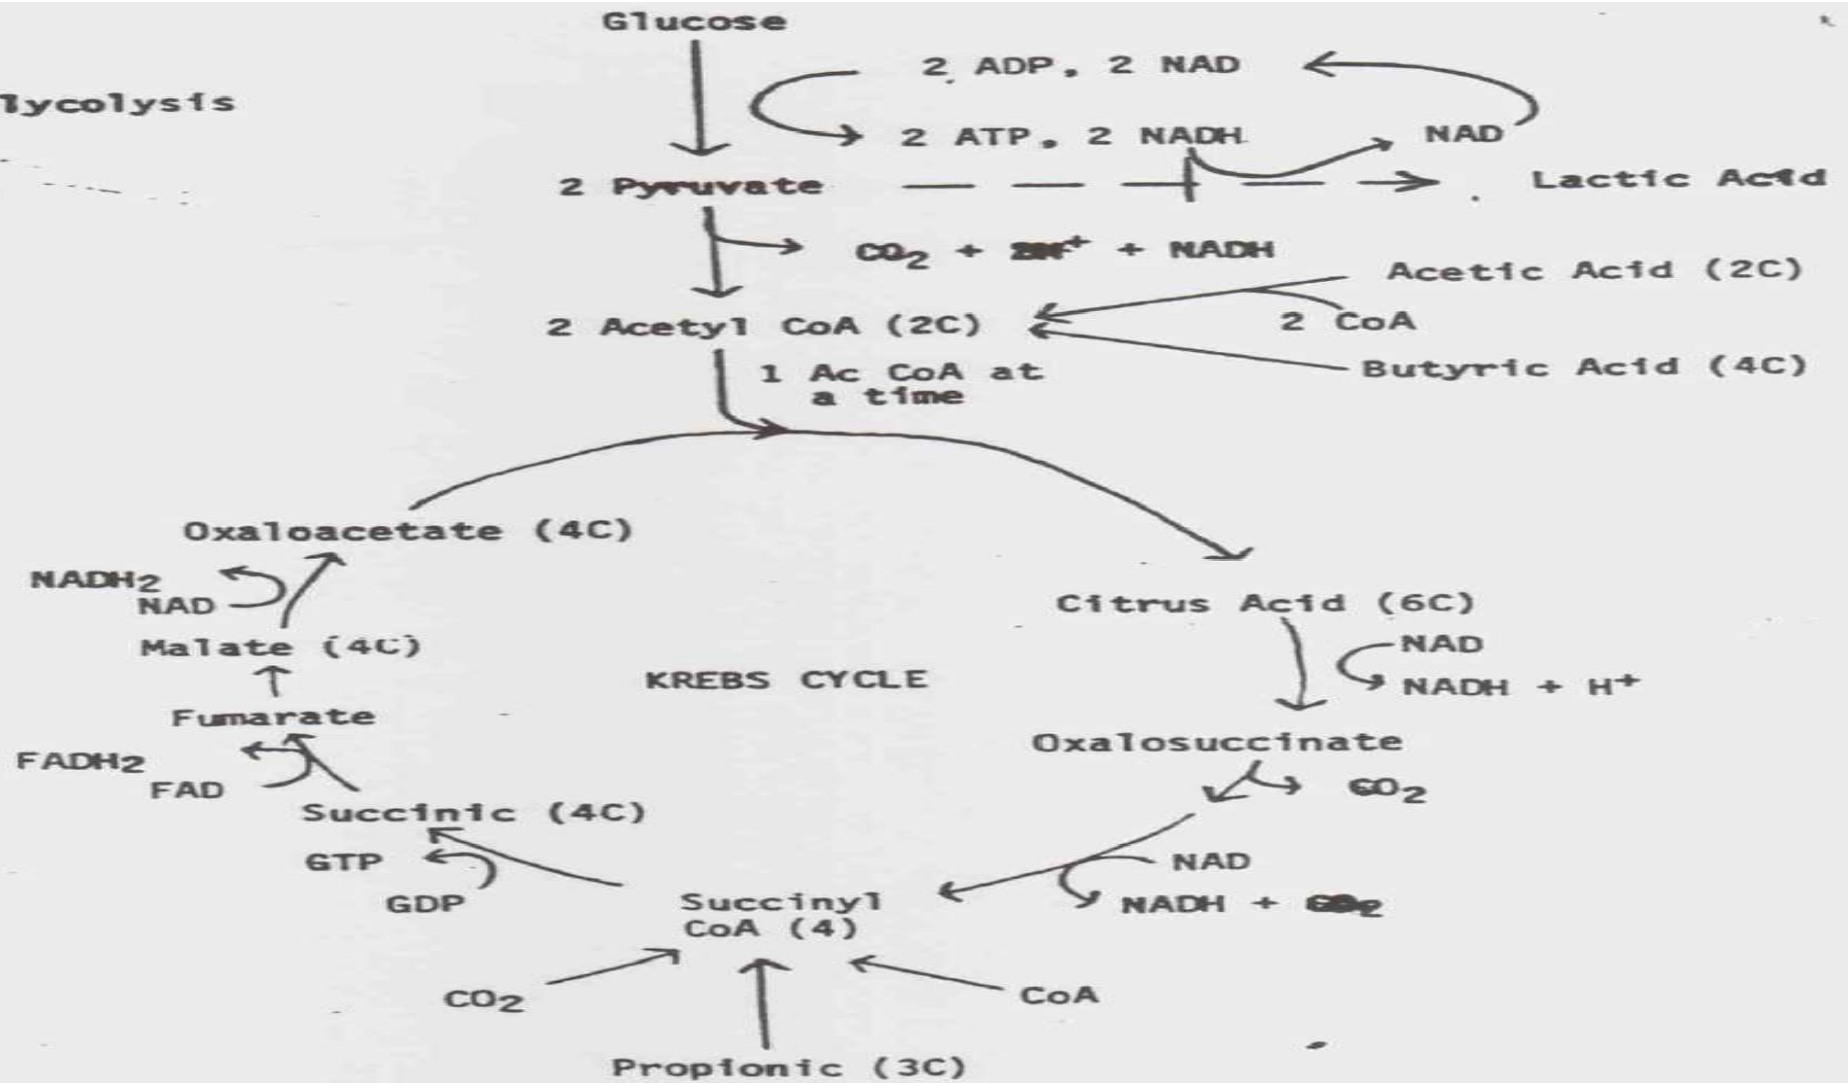 Glucose
2 ADP, 2 NAD
lycolysis
2 ATP, 2 NADH
NAD
2 Pyruvate
Lactic Acid
CO2 + + NADH
Acetic Acid (2C)
2 Acetyl CoA (2C)
2 CoA
1 Ac CoA at
a time
Butyric Acid (4C)
Oxaloacetate (4C)
NADH2
NAD
Citrus Acid (6C)
Malate (4C)
NAD
KREBS CYCLE
NADH + H+
Fumarate
Oxalosuccinate
FADH2
FAD
CO2
Succinic (4C)
GTP
NAD
GDP
Succinyl
CoA (4)
NADH + CO2
CO2
CoA
Propionic (3C)